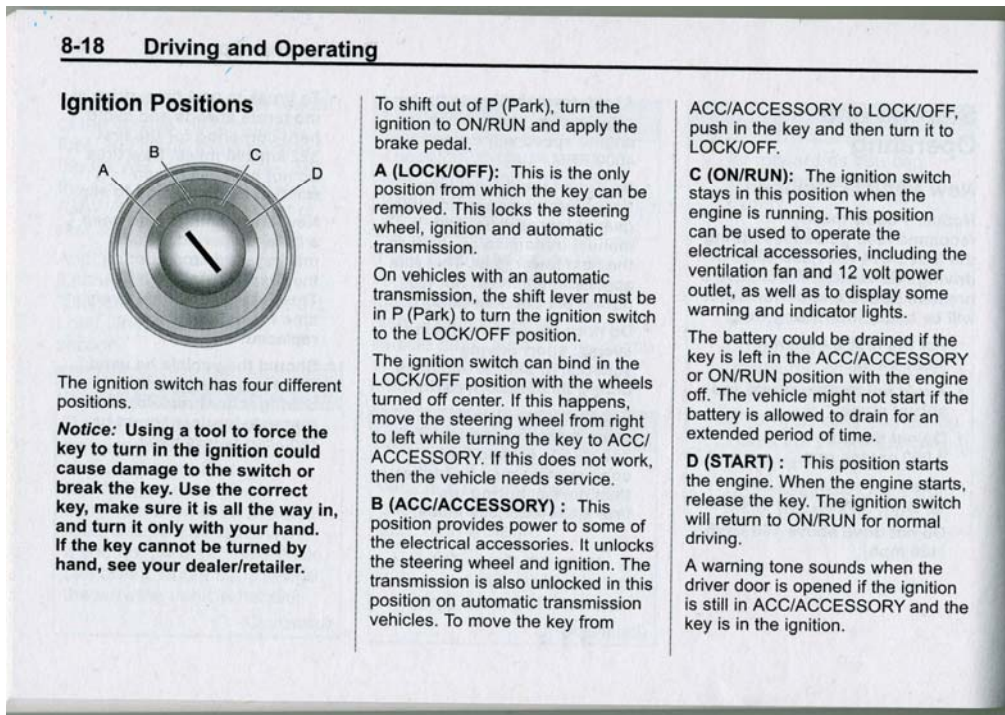 8-18 Driving and Operating
Ignition Positions
A
B
C
D
The ignition switch has four different
positions.
Notice: Using a tool to force the
key to turn in the ignition could
cause damage to the switch or
break the key. Use the correct
key, make sure it is all the way in,
and turn it only with your hand.
If the key cannot be turned by
hand, see your dealer/retailer.
To shift out of P (Park), turn the
ignition to ON/RUN and apply the
brake pedal.
A (LOCK/OFF): This is the only
position from which the key can be
removed. This locks the steering
wheel, ignition and automatic
transmission.
On vehicles with an automatic
transmission, the shift lever must be
in P (Park) to turn the ignition switch
to the LOCK/OFF position.
The ignition switch can bind in the
LOCK/OFF position with the wheels
turned off center. If this happens,
move the steering wheel from right
to left while turning the key to ACC/
ACCESSORY. If this does not work,
then the vehicle needs service.
B (ACC/ACCESSORY) : This
position provides power to some of
the electrical accessories. It unlocks
the steering wheel and ignition. The
transmission is also unlocked in this
position on automatic transmission
vehicles. To move the key from
ACC/ACCESSORY to LOCK/OFF,
push in the key and then turn it to
LOCK/OFF.
C (ON/RUN): The ignition switch
stays in this position when the
engine is running. This position
can be used to operate the
electrical accessories, including the
ventilation fan and 12 volt power
outlet, as well as to display some
warning and indicator lights.
The battery could be drained if the
key is left in the ACC/ACCESSORY
or ON/RUN position with the engine
off. The vehicle might not start if the
battery is allowed to drain for an
extended period of time.
D (START) : This position starts
the engine. When the engine starts,
release the key. The ignition switch
will return to ON/RUN for normal
driving.
A warning tone sounds when the
driver door is opened if the ignition
is still in ACC/ACCESSORY and the
key is in the ignition.